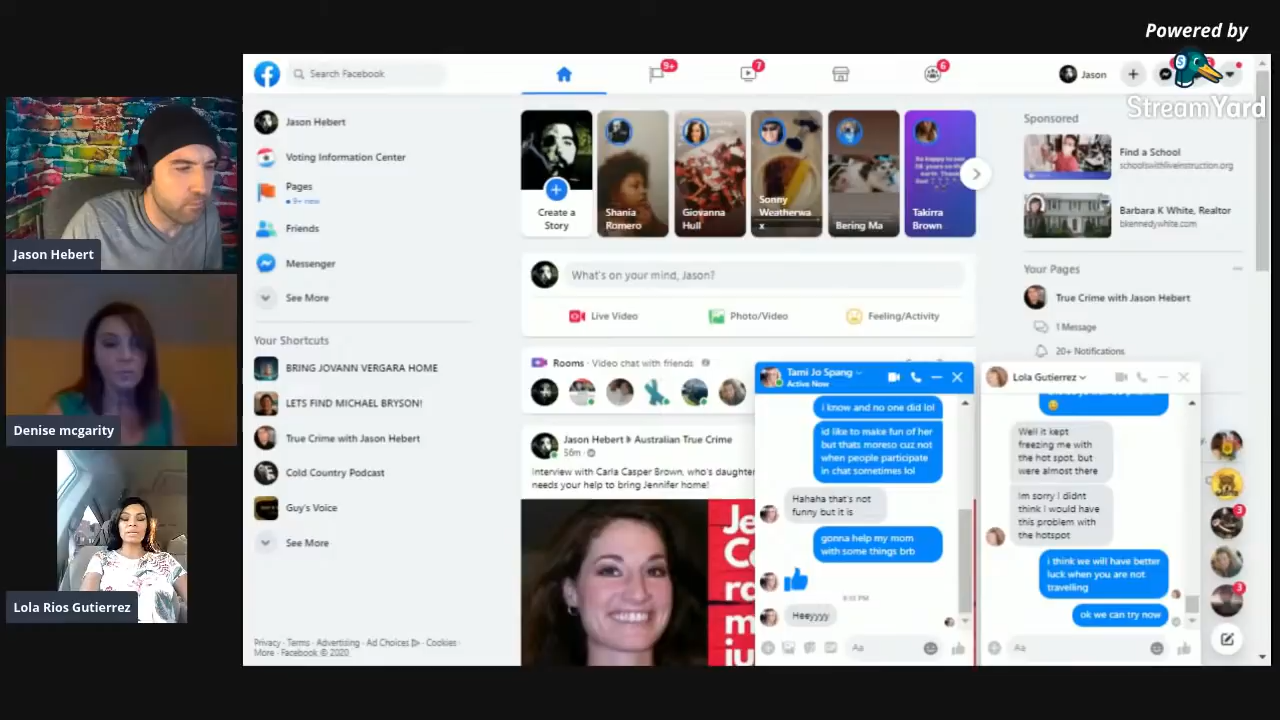 Powered by
StreamYard
Jason Hebert
Denise mcgarity
Lola Rios Gutierrez
Search Facebook
9+
7
6
Jason
Jason Hebert
Voting Information Center
Pages
9+ new
Friends
Messenger
See More
Your Shortcuts
BRING JOVANN VERGARA HOME
LETS FIND MICHAEL BRYSON!
True Crime with Jason Hebert
Cold Country Podcast
Guy's Voice
See More
Privacy · Terms · Advertising · Ad Choices · Cookies ·
More · Facebook © 2020
Create a
Story
Shania
Romero
Giovanna
Hull
Sonny
Weatherwa
x
Bering Ma
Takirra
Brown
What's on your mind, Jason?
Live Video
Photo/Video
Feeling/Activity
Rooms · Video chat with friends
Jason Hebert
Australian True Crime
56m
Interview with Carla Casper Brown, who's daughter
needs your help to bring Jennifer home!
Sponsored
Find a School
schoolswithliveinstruction.org
Barbara K White, Realtor
bkennedywhite.com
Your Pages
True Crime with Jason Hebert
1 Message
20+ Notifications
Tami Jo Spang
Active Now
i know and no one did lol
id like to make fun of her
but thats moreso cuz not
when people participate
in chat sometimes lol
Hahaha that's not
funny but it is
gonna help my mom
with some things brb
Heeyyyy
Aa
Lola Gutierrez
Well it kept
freezing me with
the hot spot, but
were almost there
Im sorry I didnt
think I would have
this problem with
the hotspot
i think we will have better
luck when you are not
travelling
ok we can try now
Aa
3
3